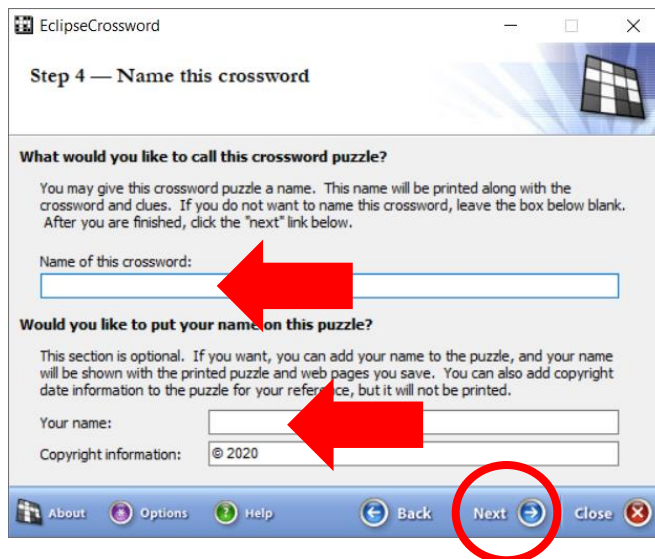 EclipseCrossword
Step 4 — Name this crossword
What would you like to call this crossword puzzle?
You may give this crossword puzzle a name. This name will be printed along with the
crossword and clues. If you do not want to name this crossword, leave the box below blank.
After you are finished, click the "next" link below.
Name of this crossword:
Would you like to put your name on this puzzle?
This section is optional. If you want, you can add your name to the puzzle, and your name
will be shown with the printed puzzle and web pages you save. You can also add copyright
date information to the puzzle for your reference, but it will not be printed.
Your name:
Copyright information: © 2020
About Options Help Back Next Close